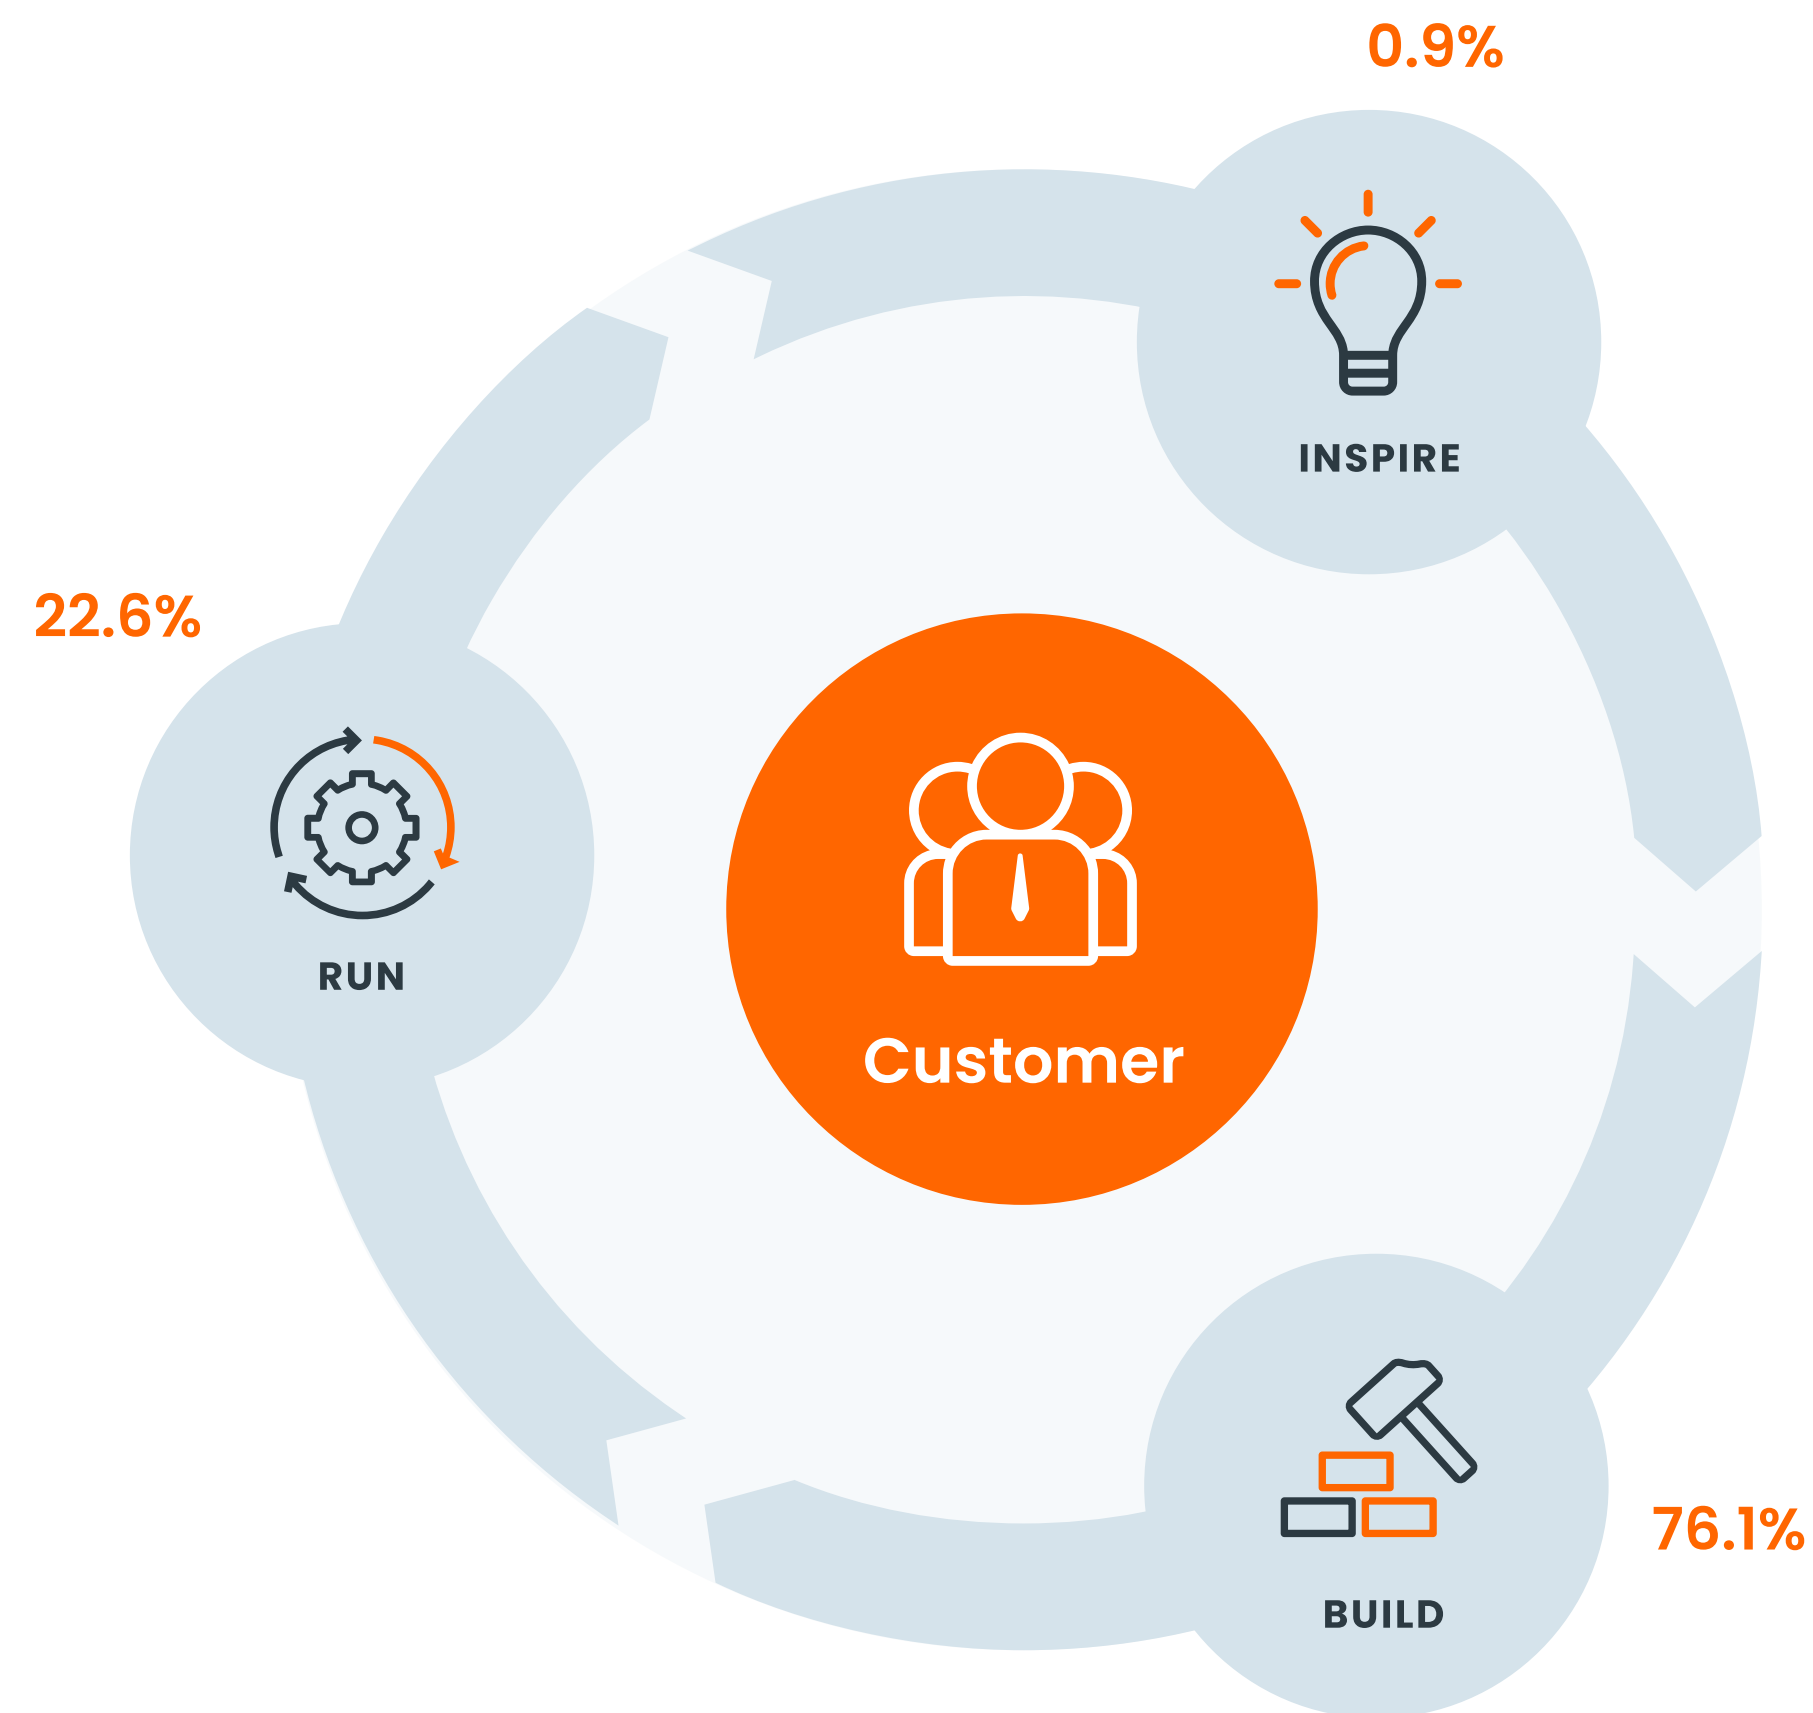 0.9%
INSPIRE
22.6%
RUN
Customer
76.1%
BUILD